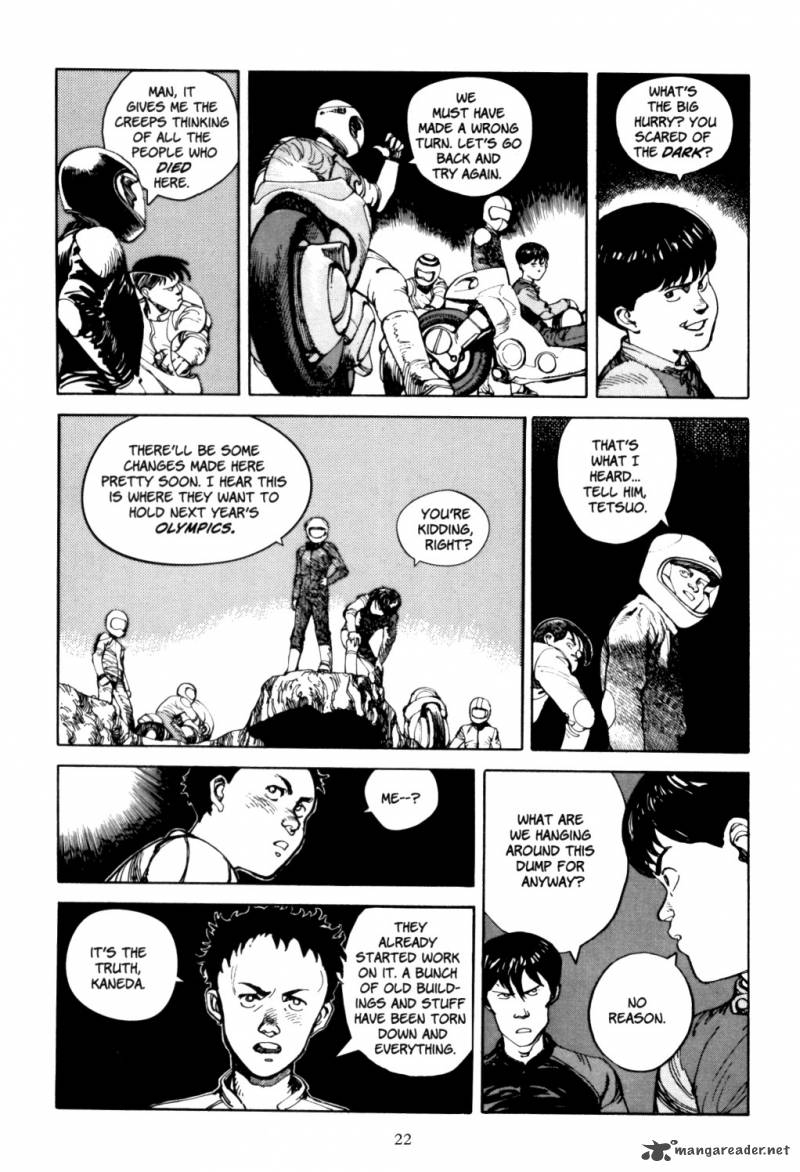 MAN, IT
GIVES ME THE
CREEPS THINKING
OF ALL THE
PEOPLE WHO
DIED
HERE.
WE
MUST HAVE
MADE A WRONG
TURN. LET'S GO
BACK AND
TRY AGAIN.
WHAT'S
THE BIG
HURRY? YOU
SCARED OF
THE DARK?
THERE'LL BE SOME
CHANGES MADE HERE
PRETTY SOON. I HEAR THIS
IS WHERE THEY WANT TO
HOLD NEXT YEAR'S
OLYMPICS.
YOU'RE
KIDDING,
RIGHT?
THAT'S
WHAT I
HEARD...
TELL HIM,
TETSUO.
ME--?
IT'S THE
TRUTH,
KANEDA.
THEY
ALREADY
STARTED WORK
ON IT. A BUNCH
OF OLD BUILD-
INGS AND STUFF
HAVE BEEN TORN
DOWN AND
EVERYTHING.
WHAT ARE
WE HANGING
AROUND THIS
DUMP FOR
ANYWAY?
NO
REASON.
22
mangareader.net